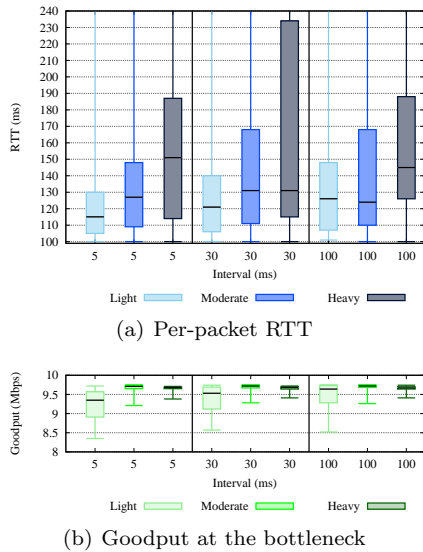 240
230
220
210
200
190
180
170
160
150
140
130
120
110
100
RTT (ms)
5 5 5 30 30 30 100 100 100
Interval (ms)
Light Moderate Heavy
(a) Per-packet RTT
10
9.5
9
8.5
8
Goodput (Mbps)
5 5 5 30 30 30 100 100 100
Interval (ms)
Light Moderate Heavy
(b) Goodput at the bottleneck